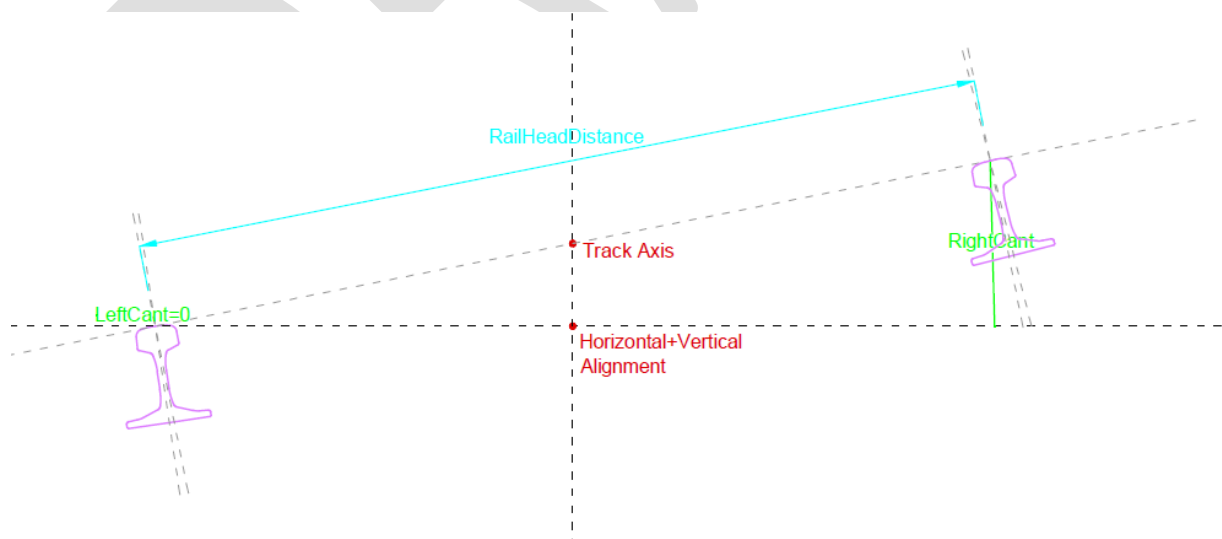 RailHeadDistance
Track Axis
RightCant
LeftCant=0
Horizontal+Vertical
Alignment